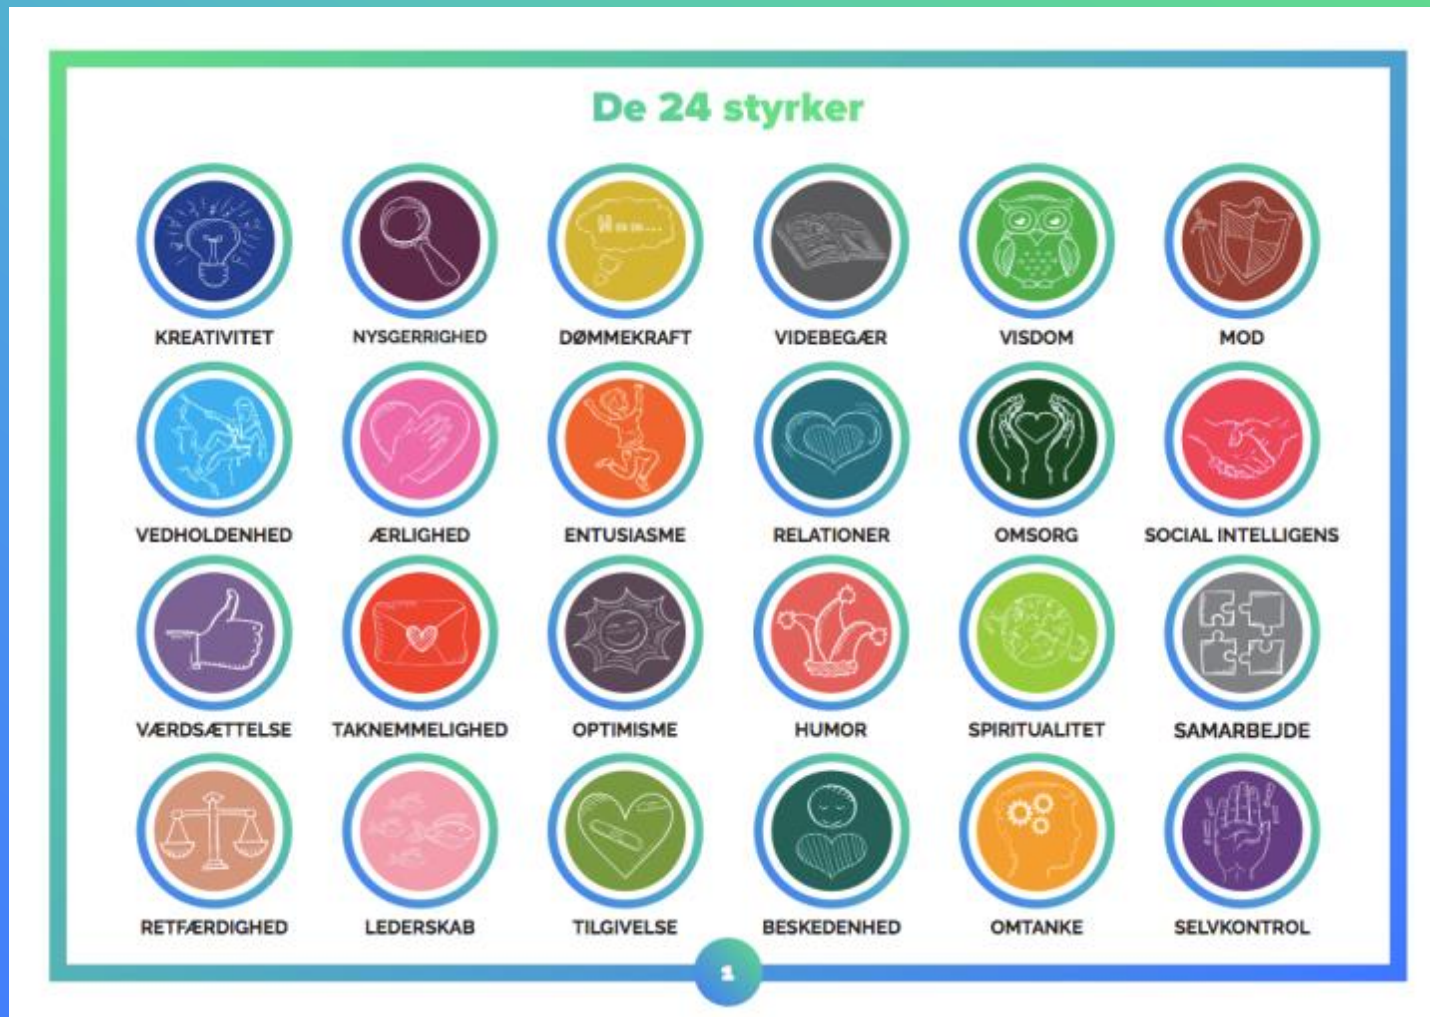 De 24 styrker
Hmm...
KREATIVITET NYSGERRIGHED DØMMEKRAFT VIDEBEGÆR VISDOM MOD
VEDHOLDENHED ÆRLIGHED ENTUSIASME RELATIONER OMSORG SOCIAL INTELLIGENS
VÆRDSÆTTELSE TAKNEMMELIGHED OPTIMISME HUMOR SPIRITUALITET SAMARBEJDE
RETFÆRDIGHED LEDERSKAB TILGIVELSE BESKEDENHED OMTANKE SELVKONTROL
1